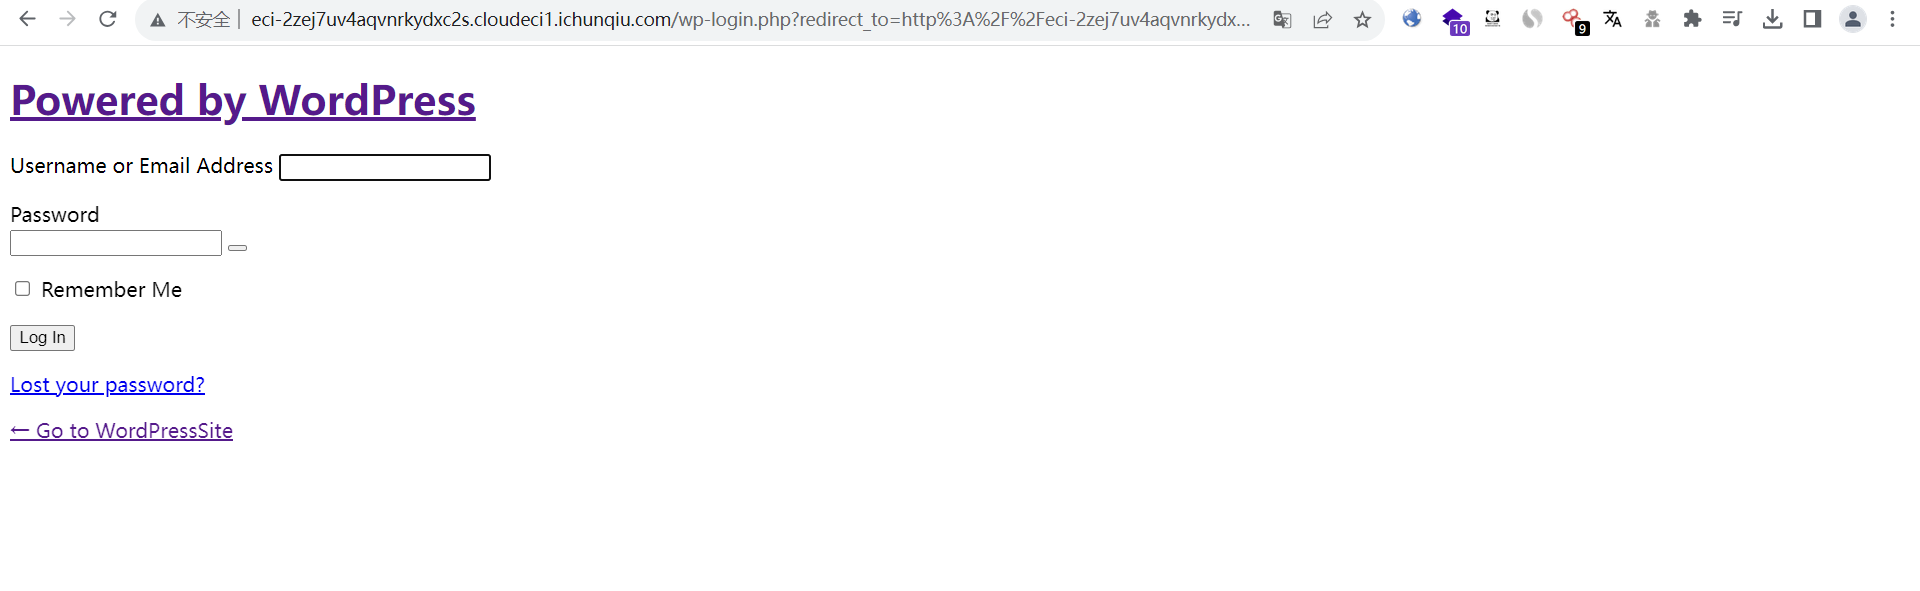 不安全 | eci-2zej7uv4aqvnrkydxc2s.cloudeci1.ichunqiu.com/wp-login.php?redirect_to=http%3A%2F%2Feci-2zej7uv4aqvnrkydx...
10
9
Powered by WordPress
Username or Email Address
Password
Remember Me
Log In
Lost your password?
← Go to WordPressSite